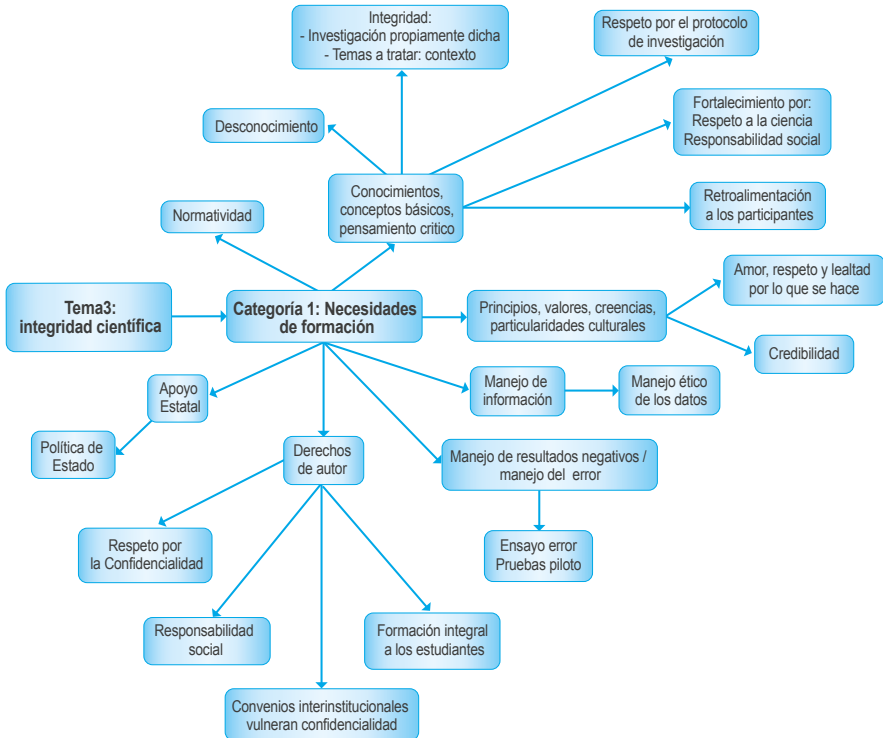 Integridad:
- Investigación propiamente dicha
- Temas a tratar: contexto
Respeto por el protocolo
de investigación
Desconocimiento
Fortalecimiento por:
Respeto a la ciencia
Responsabilidad social
Conocimientos,
conceptos básicos,
pensamiento critico
Retroalimentación
a los participantes
Normatividad
Amor, respeto y lealtad
por lo que se hace
Tema3:
integridad científica
Categoría 1: Necesidades
de formación
Principios, valores, creencias,
particularidades culturales
Credibilidad
Apoyo
Estatal
Manejo de
información
Manejo ético
de los datos
Política de
Estado
Derechos
de autor
Manejo de resultados negativos /
manejo del error
Respeto por
la Confidencialidad
Ensayo error
Pruebas piloto
Responsabilidad
social
Formación integral
a los estudiantes
Convenios interinstitucionales
vulneran confidencialidad